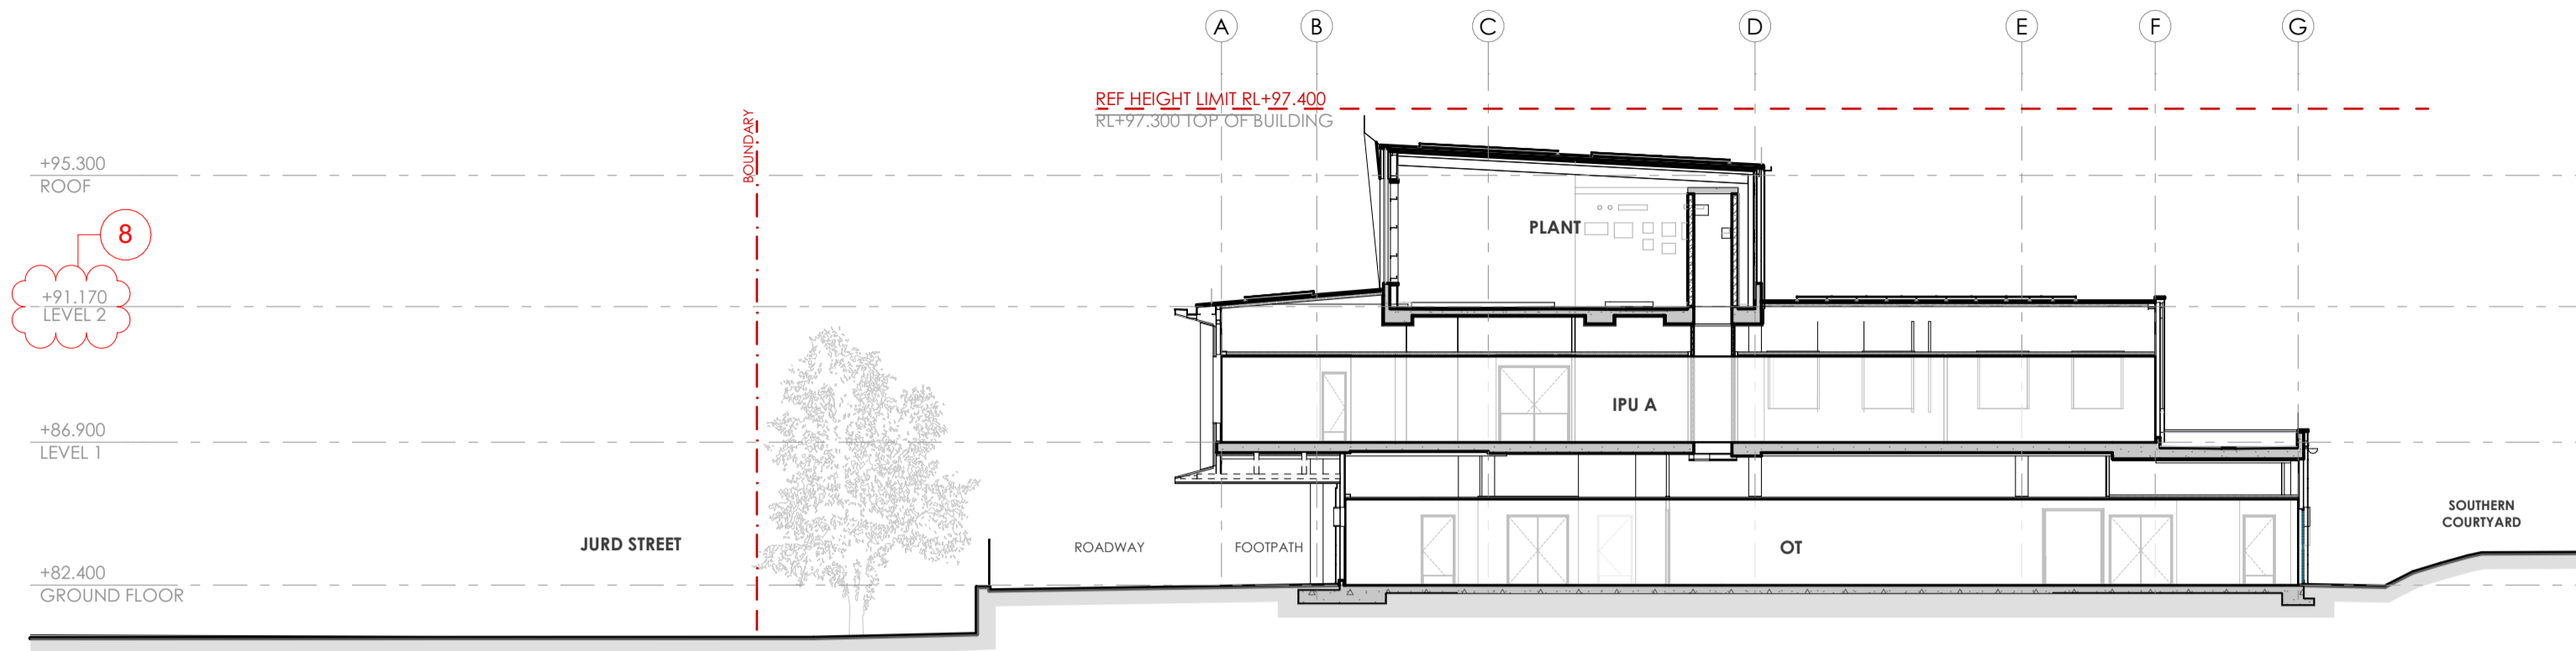 A B C D E F G
REF HEIGHT LIMIT RL+97.400
RL+97.300 TOP OF BUILDING
BOUNDARY
+95.300
ROOF
8
+91.170
LEVEL 2
PLANT
IPU A
+86.900
LEVEL 1
JURD STREET
ROADWAY
FOOTPATH
OT
SOUTHERN
COURTYARD
+82.400
GROUND FLOOR